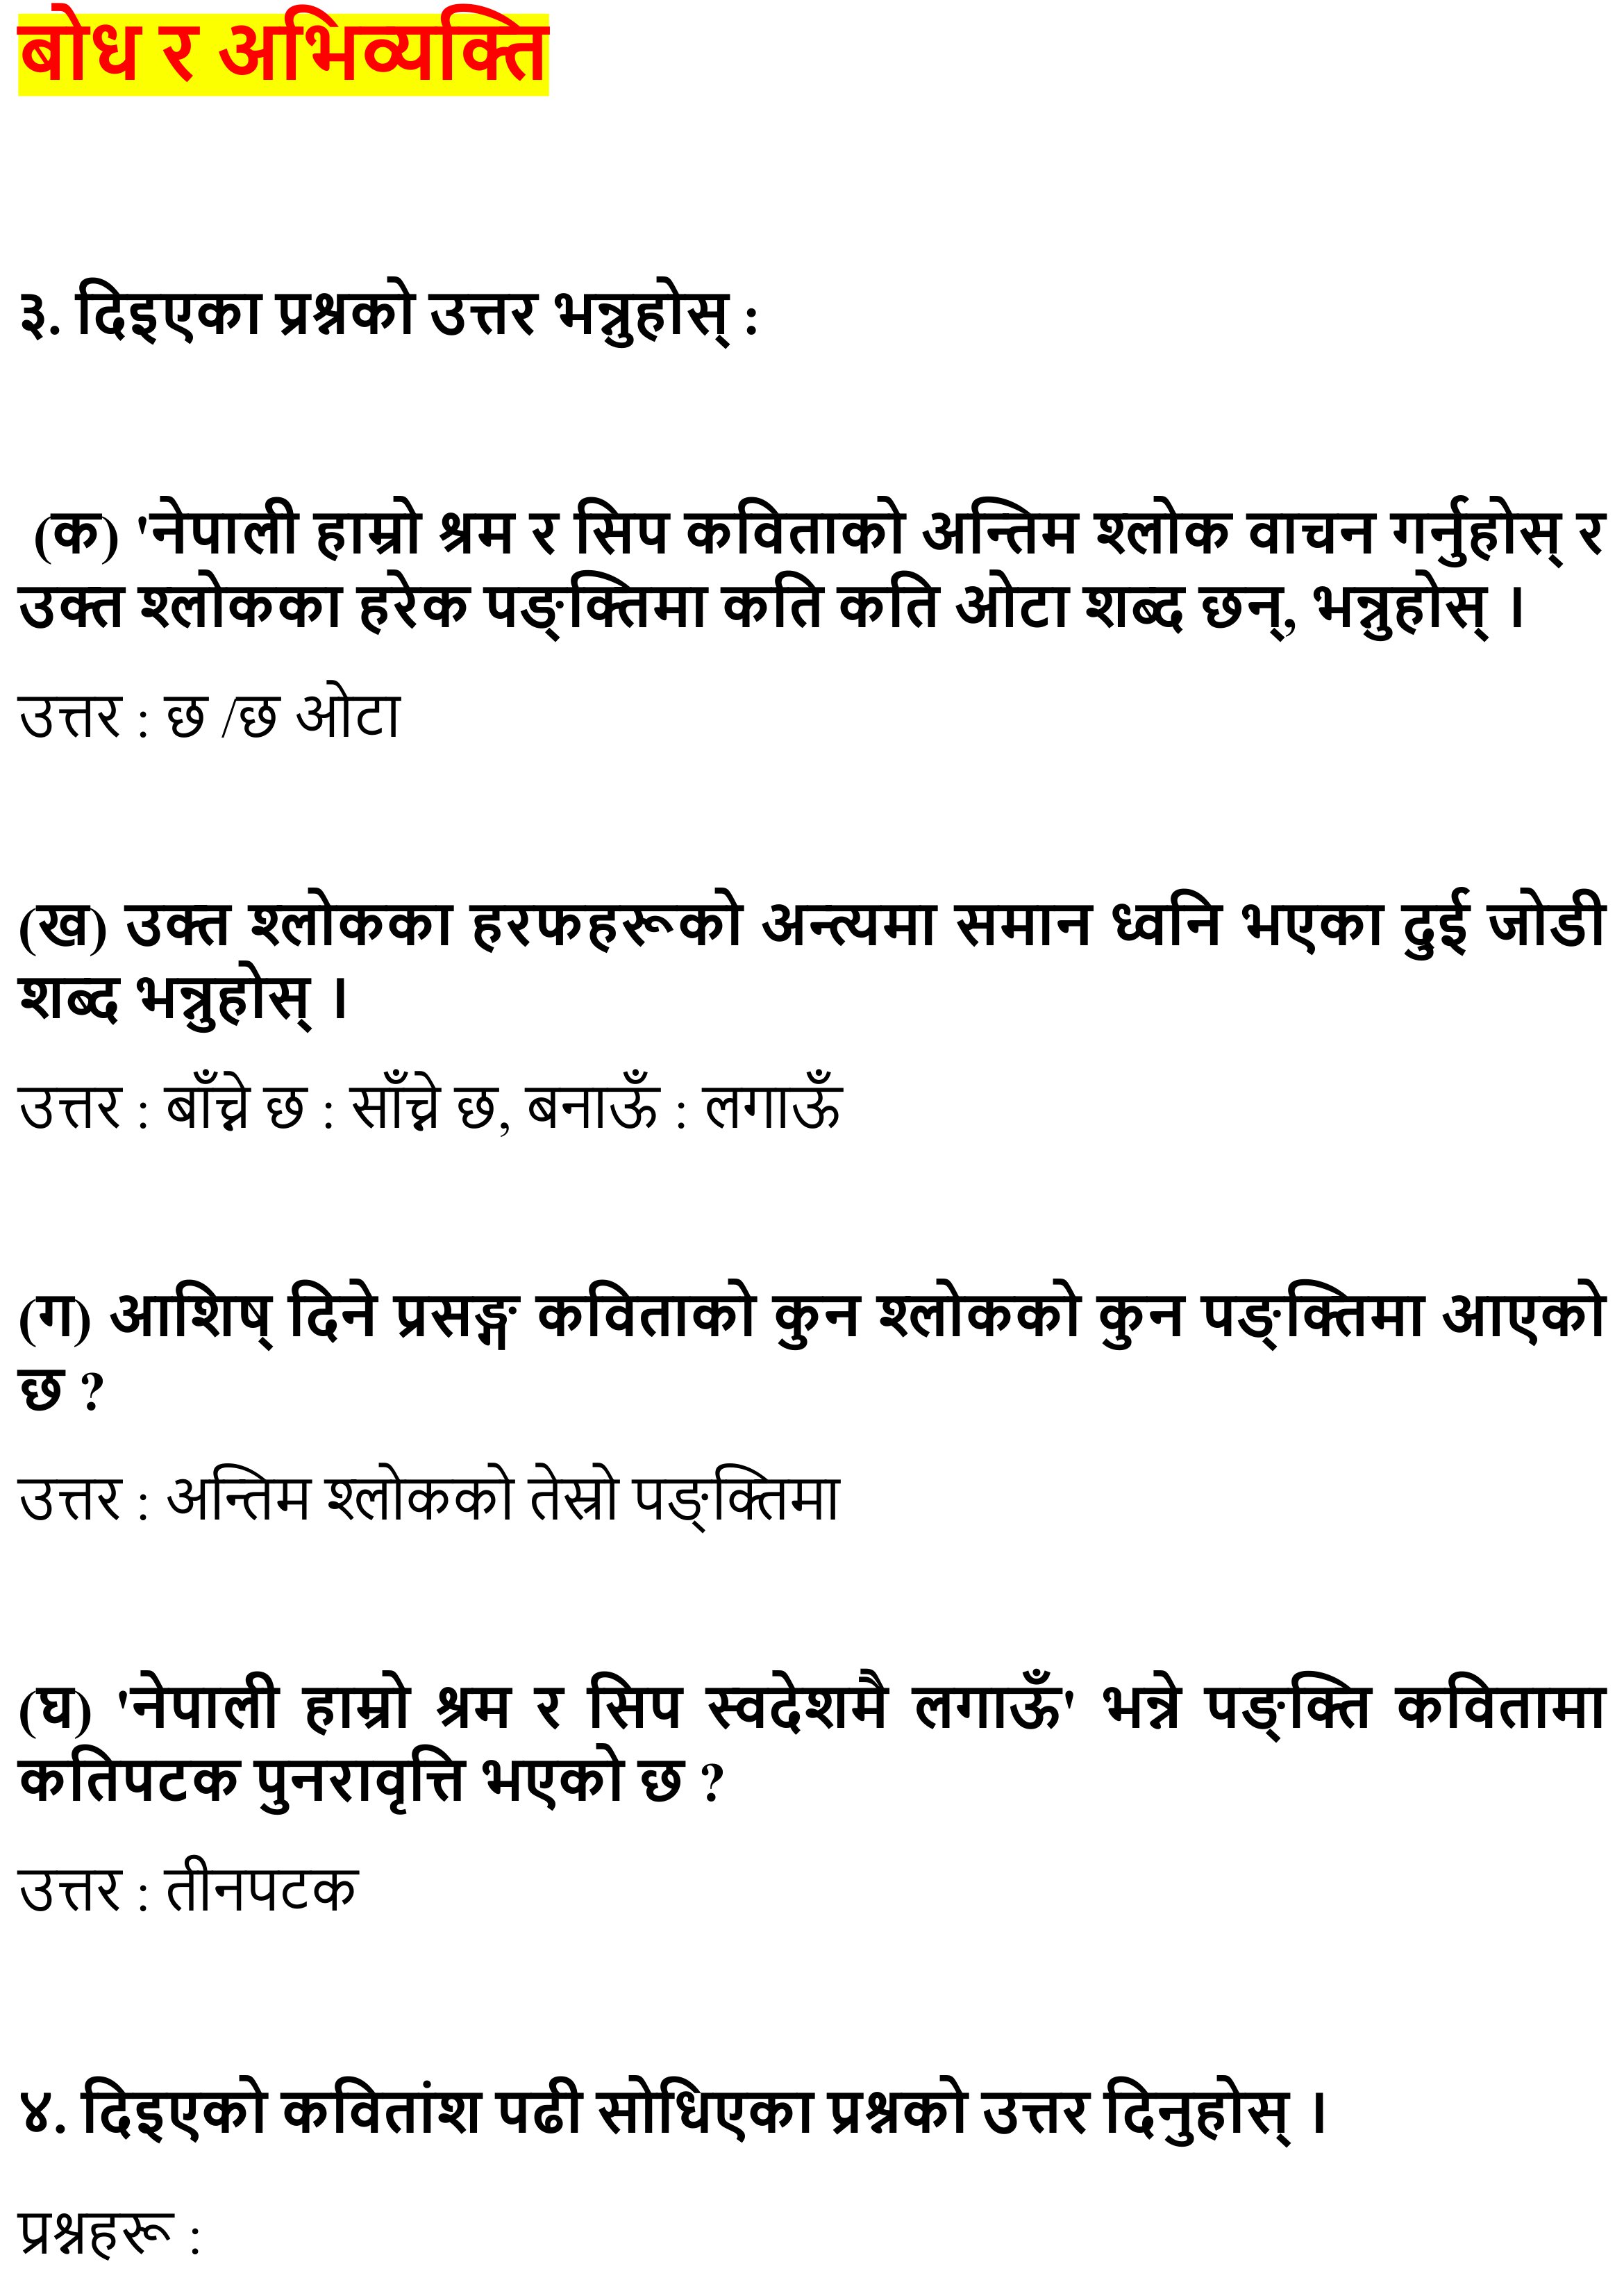 बोध र अभिव्यक्ति
३. दिइएका प्रश्नको उत्तर भन्नुहोस् :
(क) 'नेपाली हाम्रो श्रम र सिप कविताको अन्तिम श्लोक वाचन गर्नुहोस् र
उक्त श्लोकका हरेक पङ्क्तिमा कति कति ओटा शब्द छन्, भन्नुहोस् ।
उत्तर : छ /छ ओटा
(ख) उक्त श्लोकका हरफहरूको अन्त्यमा समान ध्वनि भएका दुई जोडी
शब्द भन्नुहोस् ।
उत्तर : बाँच्ने छ : साँच्ने छ, बनाऊँ : लगाऊँ
(ग) आशिष् दिने प्रसङ्ग कविताको कुन श्लोकको कुन पङ्क्तिमा आएको
छ ?
उत्तर : अन्तिम श्लोकको तेस्रो पङ्क्तिमा
(घ) 'नेपाली हाम्रो श्रम र सिप स्वदेशमै लगाऊँ' भन्ने पङ्क्ति कवितामा
कतिपटक पुनरावृत्ति भएको छ ?
उत्तर : तीनपटक
४. दिइएको कवितांश पढी सोधिएका प्रश्नको उत्तर दिनुहोस् ।
प्रश्नहरू :